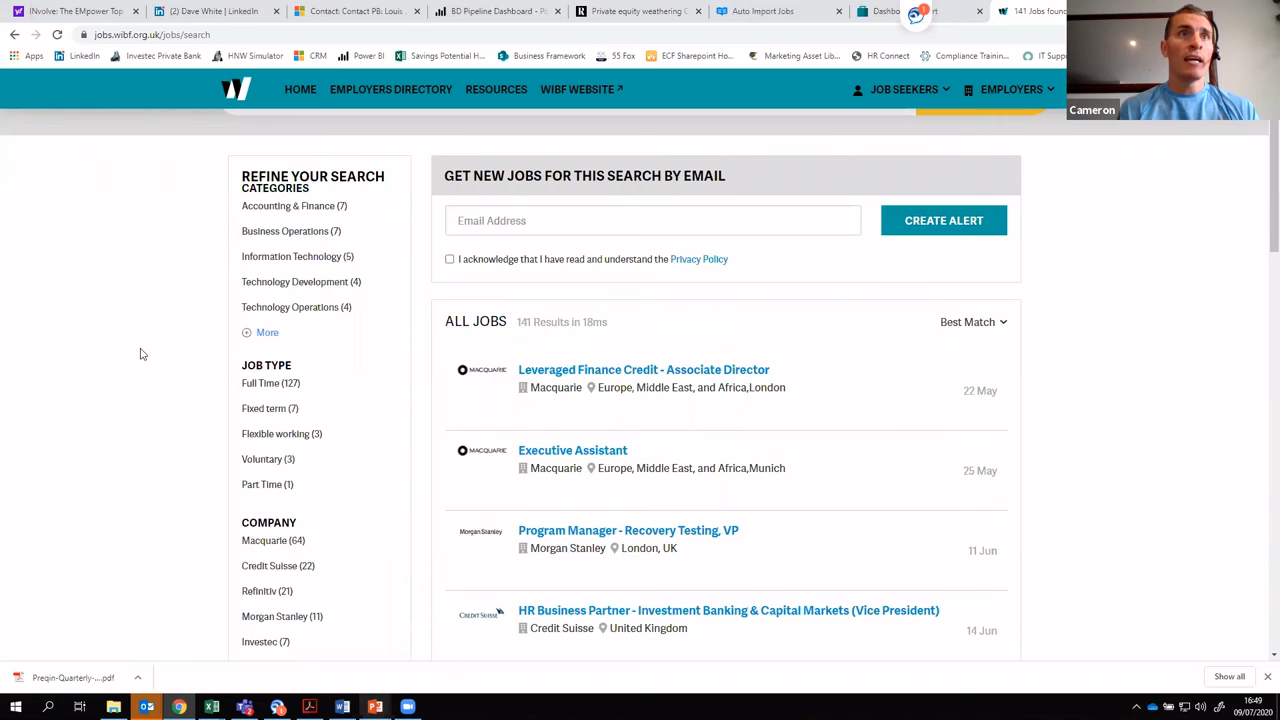 INvolve: The EMpower Top
(2) Dave White | LinkedIn
Contact: Contact PB: Louis
BD Pipeline Dashboard - P
Private equity weathering C
Auto Import Jobs
Dashbo
141 Jobs foun
jobs.wibf.org.uk/jobs/search
Apps
LinkedIn
Investec Private Bank
HNW Simulator
CRM
Power BI
Savings Potential H...
Business Framework
55 Fox
ECF Sharepoint Ho...
Marketing Asset Lib...
HR Connect
Compliance Trainin...
IT Supp
HOME
EMPLOYERS DIRECTORY
RESOURCES
WIBF WEBSITE
JOB SEEKERS
EMPLOYERS
Cameron
REFINE YOUR SEARCH
CATEGORIES
Accounting & Finance (7)
Business Operations (7)
Information Technology (5)
Technology Development (4)
Technology Operations (4)
More
JOB TYPE
Full Time (127)
Fixed term (7)
Flexible working (3)
Voluntary (3)
Part Time (1)
COMPANY
Macquarie (64)
Credit Suisse (22)
Refinitiv (21)
Morgan Stanley (11)
Investec (7)
GET NEW JOBS FOR THIS SEARCH BY EMAIL
Email Address
CREATE ALERT
I acknowledge that I have read and understand the Privacy Policy
ALL JOBS 141 Results in 18ms
Best Match
MACQUARIE
Leveraged Finance Credit - Associate Director
Macquarie Europe, Middle East, and Africa,London
22 May
MACQUARIE
Executive Assistant
Macquarie Europe, Middle East, and Africa,Munich
25 May
Morgan Stanley
Program Manager - Recovery Testing, VP
Morgan Stanley London, UK
11 Jun
CREDIT SUISSE
HR Business Partner - Investment Banking & Capital Markets (Vice President)
Credit Suisse United Kingdom
14 Jun
Preqin-Quarterly-....pdf
Show all
16:49
09/07/2020